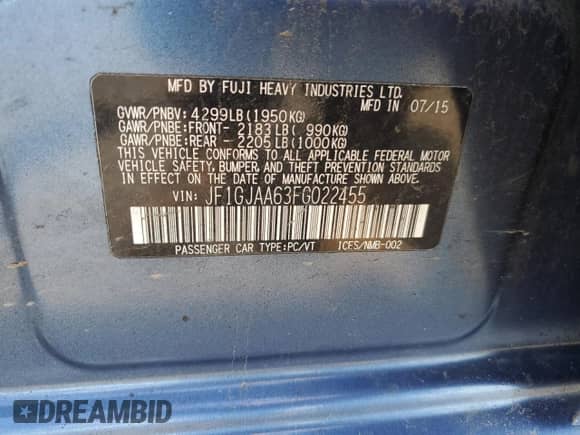 MFD BY FUJI HEAVY INDUSTRIES LTD.
MFD IN 07/15
GVWR/PNBV: 4299LB(1950KG)
GAWR/PNBE:FRONT- 2183LB( 990KG)
GAWR/PNBE:REAR - 2205LB(1000KG)
THIS VEHICLE CONFORMS TO ALL APPLICABLE FEDERAL MOTOR
VEHICLE SAFETY, BUMPER, AND THEFT PREVENTION STANDARDS
IN EFFECT ON THE DATE OF MANUFACTURE SHOWN ABOVE.
VIN: JF1GJAA63FG022455
PASSENGER CAR TYPE:PC/VT ICES/NMB-002
DREAMBID